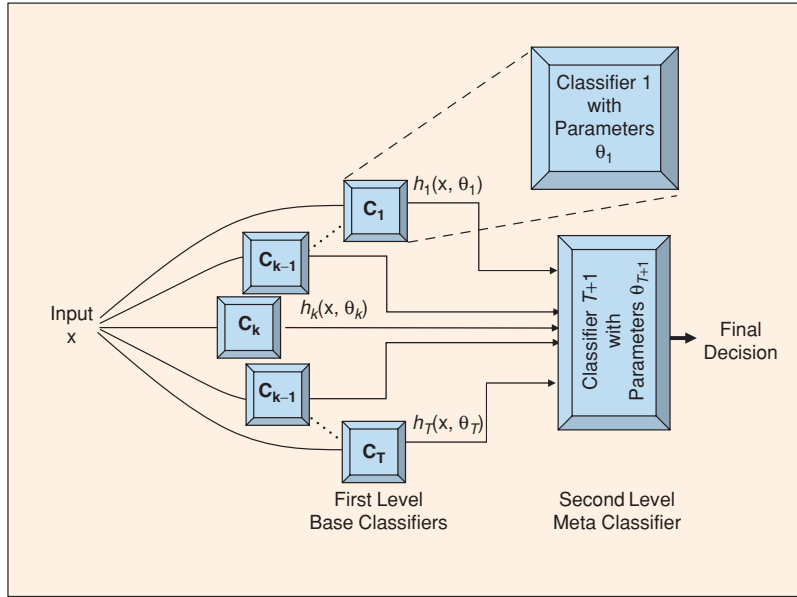 Classifier 1
with
Parameters
θ1
C1
h1(x, θ1)
Ck−1
Input
x
Ck
hk(x, θk)
Ck−1
CT
hT(x, θT)
Classifier T+1
with
Parameters θT+1
Final
Decision
First Level
Base Classifiers
Second Level
Meta Classifier